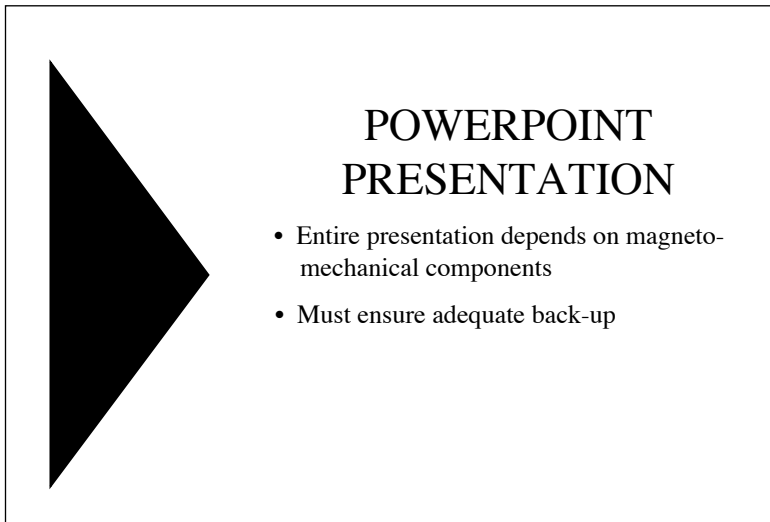 POWERPOINT
PRESENTATION
• Entire presentation depends on magneto-
mechanical components
• Must ensure adequate back-up